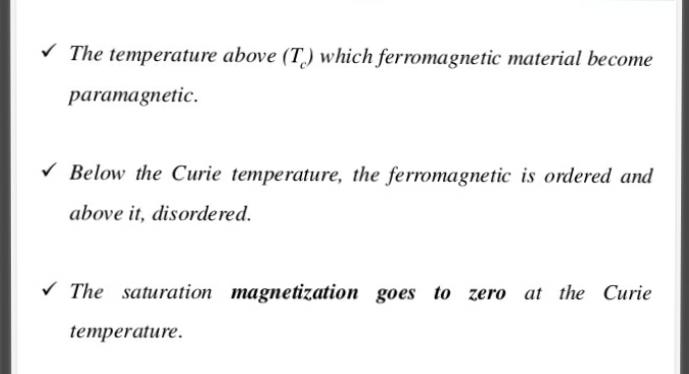 ✓ The temperature above (Tc) which ferromagnetic material become
paramagnetic.
✓ Below the Curie temperature, the ferromagnetic is ordered and
above it, disordered.
✓ The saturation magnetization goes to zero at the Curie
temperature.